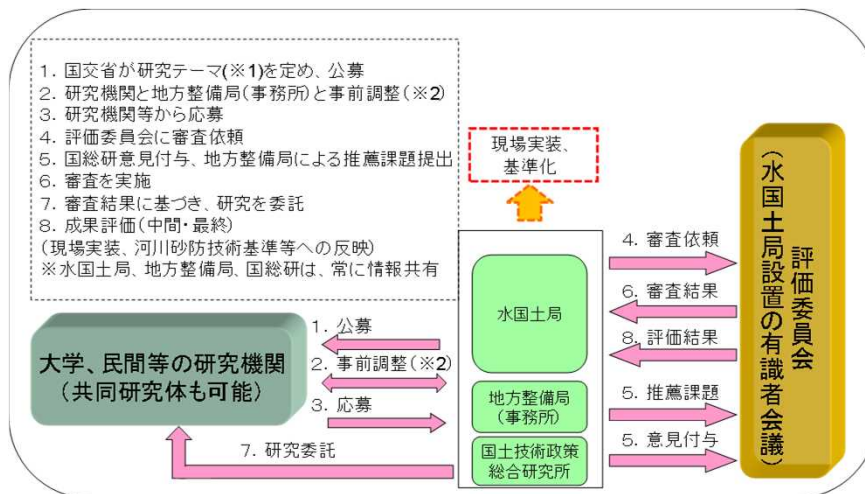 1. 国交省が研究テーマ(※1)を定め、公募
2. 研究機関と地方整備局(事務所)と事前調整(※2)
3. 研究機関等から応募
4. 評価委員会に審査依頼
5. 国総研意見付与、地方整備局による推薦課題提出
6. 審査を実施
7. 審査結果に基づき、研究を委託
8. 成果評価(中間・最終)
(現場実装、河川砂防技術基準等への反映)
※水国土局、地方整備局、国総研は、常に情報共有
現場実装、
基準化
大学、民間等の研究機関
(共同研究体も可能)
1. 公募
2. 事前調整(※2)
3. 応募
7. 研究委託
水国土局
地方整備局
(事務所)
国土技術政策
総合研究所
4. 審査依頼
6. 審査結果
8. 評価結果
5. 推薦課題
5. 意見付与
評価委員会
(水国土局設置の有識者会議)